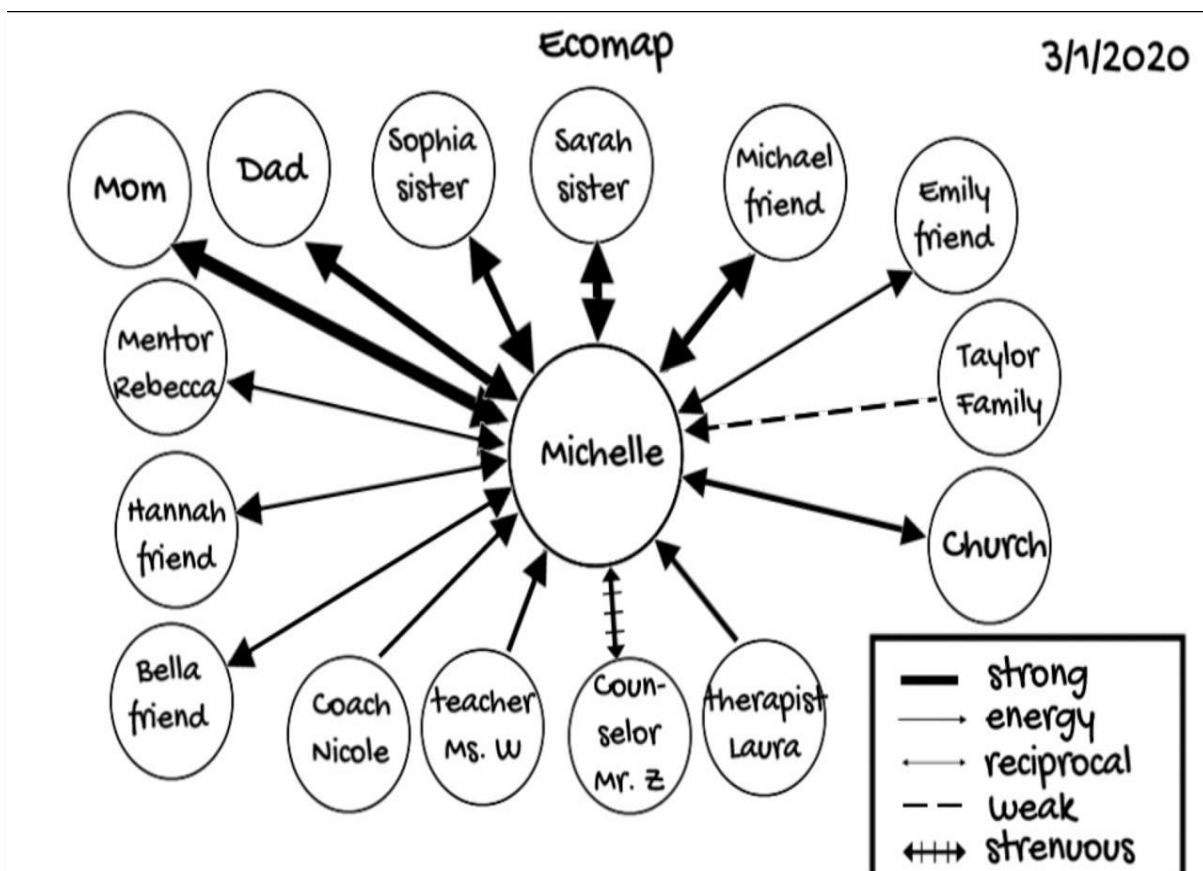 Ecomap
3/1/2020
Mom
Dad
Sophia
sister
Sarah
sister
Michael
friend
Emily
friend
Mentor
Rebecca
Taylor
Family
Michelle
Hannah
friend
Church
Bella
friend
Coach
Nicole
teacher
Ms. W
Coun-
selor
Mr. Z
therapist
Laura
strong
energy
reciprocal
weak
strenuous